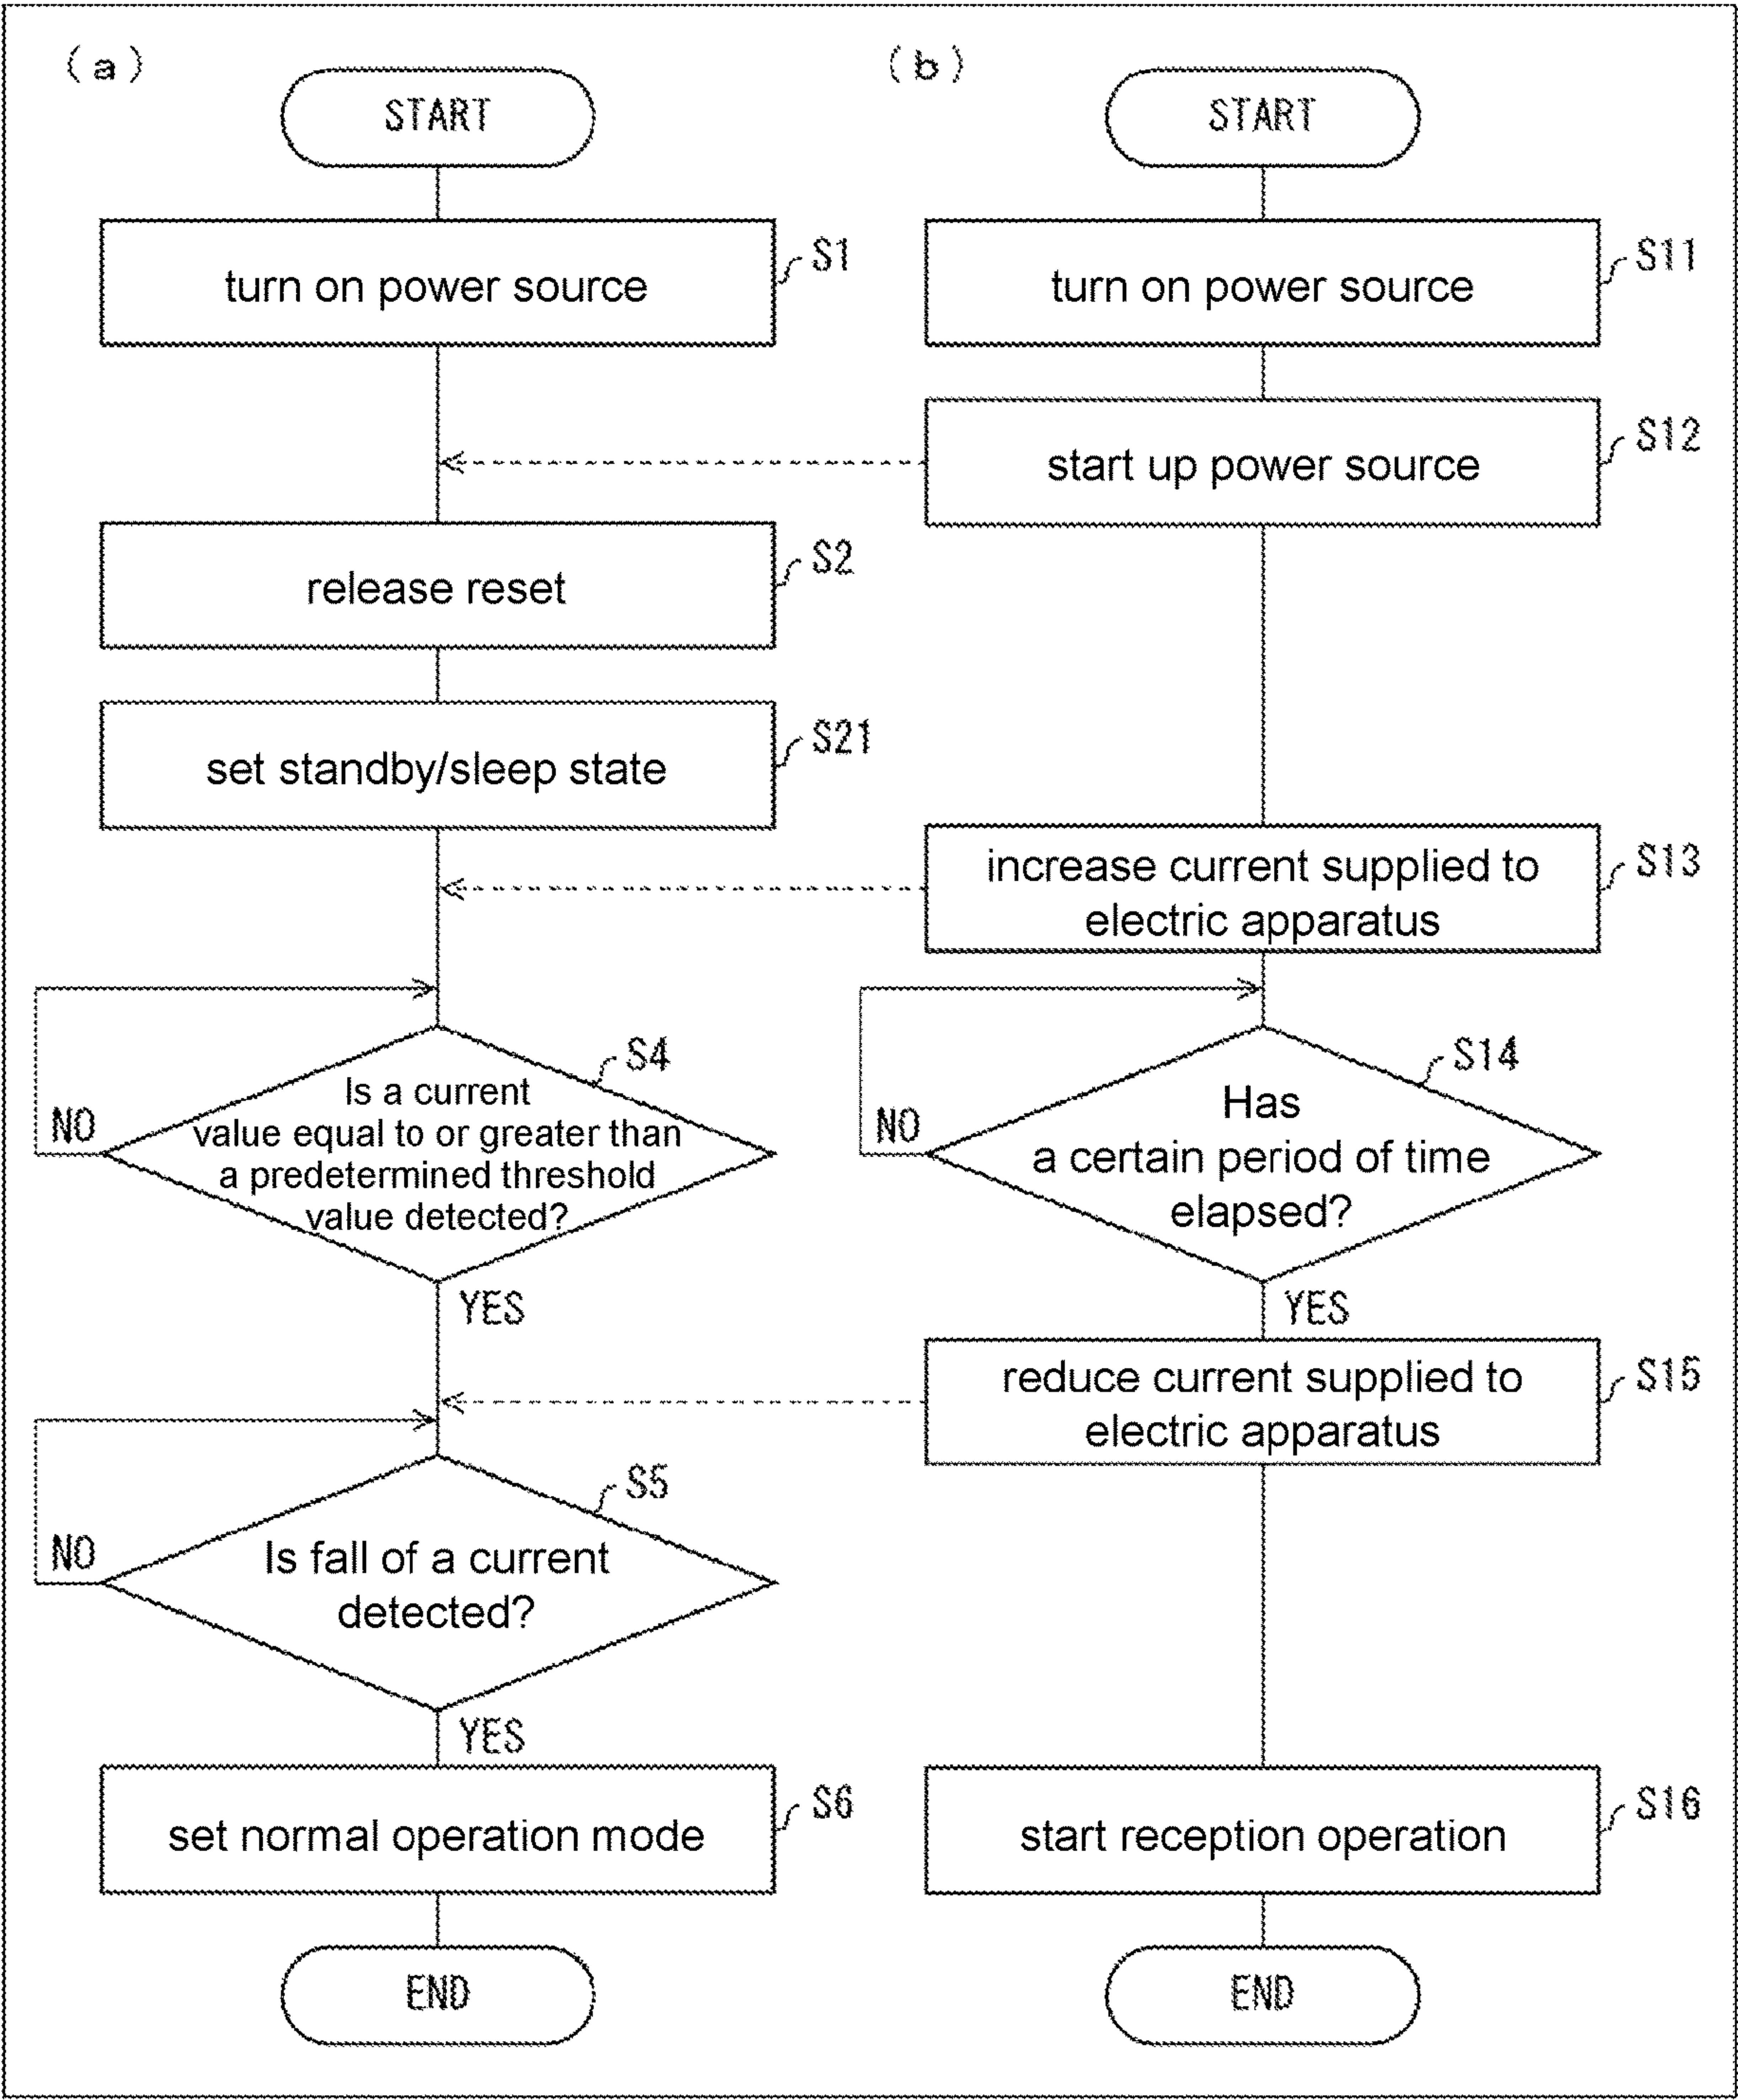 (a)
START
turn on power source
S1
release reset
S2
set standby/sleep state
S21
Is a current
value equal to or greater than
a predetermined threshold
value detected?
S4
NO
YES
Is fall of a current
detected?
S5
NO
YES
set normal operation mode
S6
END
(b)
START
turn on power source
S11
start up power source
S12
increase current supplied to
electric apparatus
S13
Has
a certain period of time
elapsed?
S14
NO
YES
reduce current supplied to
electric apparatus
S15
start reception operation
S16
END